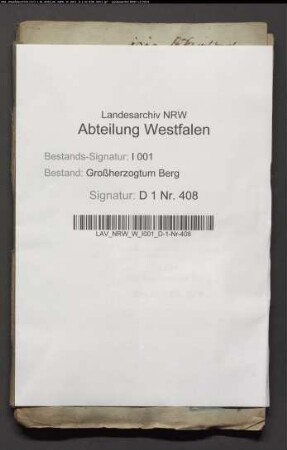 Landesarchiv NRW
Abteilung Westfalen
Bestands-Signatur: I 001
Bestand: Großherzogtum Berg
Signatur: D 1 Nr. 408
LAV_NRW_W_I001_D-1-Nr-408